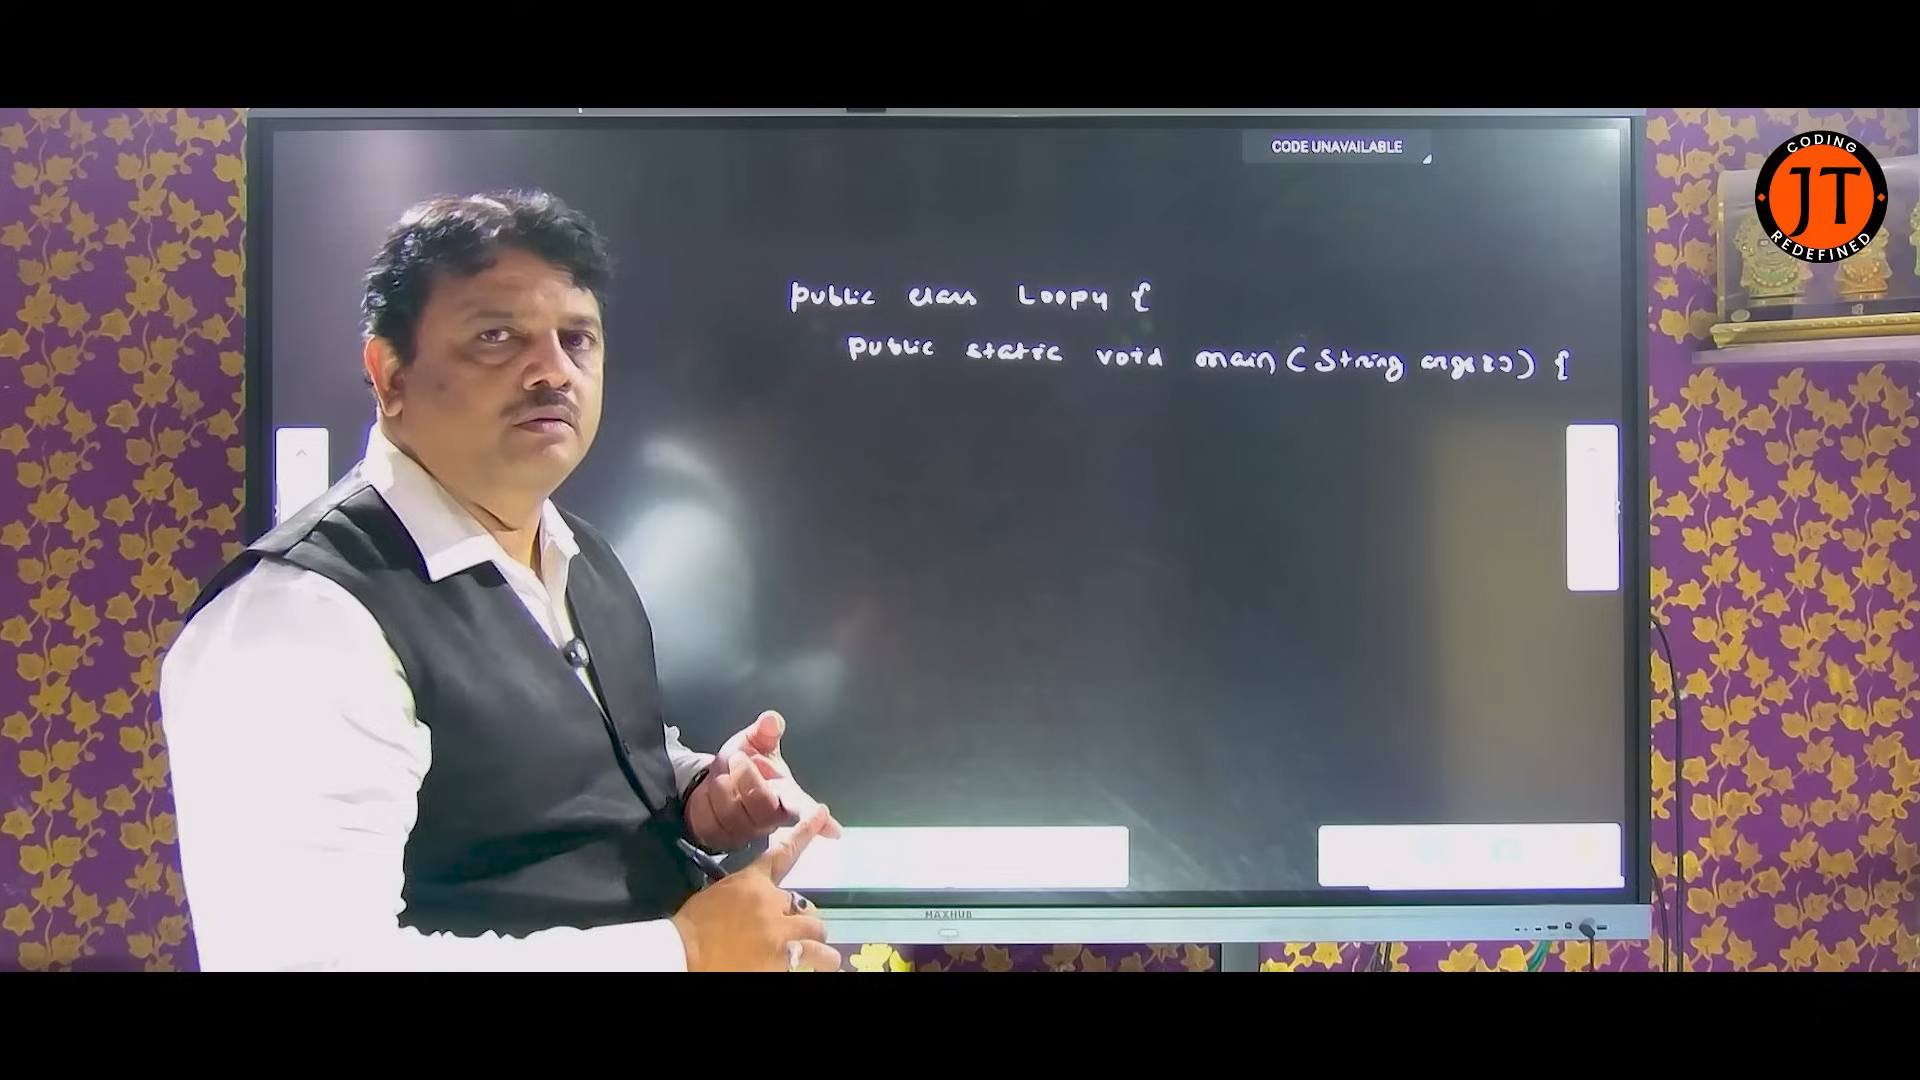 CODE UNAVAILABLE
CODING
JT
REDEFINED
public class Loopy {
public static void main (String args[]) {
MAXHUB